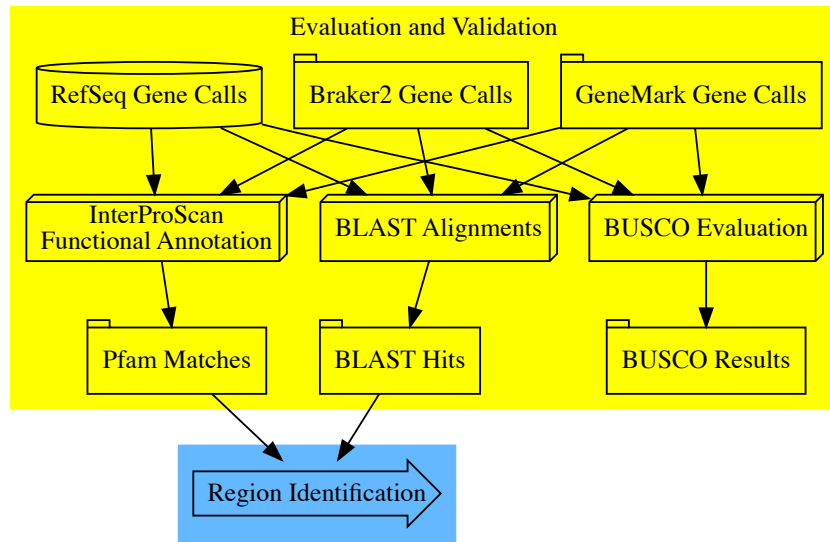 Evaluation and Validation
RefSeq Gene Calls
Braker2 Gene Calls
GeneMark Gene Calls
InterProScan
Functional Annotation
BLAST Alignments
BUSCO Evaluation
Pfam Matches
BLAST Hits
BUSCO Results
Region Identification